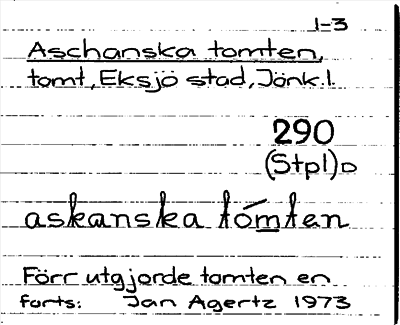 1-3
Aschanska tomten,
tomt, Eksjö stad, Jönk.l.
290
(Stpl)D
askanska tómten
Förr utgjorde tomten en
forts: Jan Agertz 1973